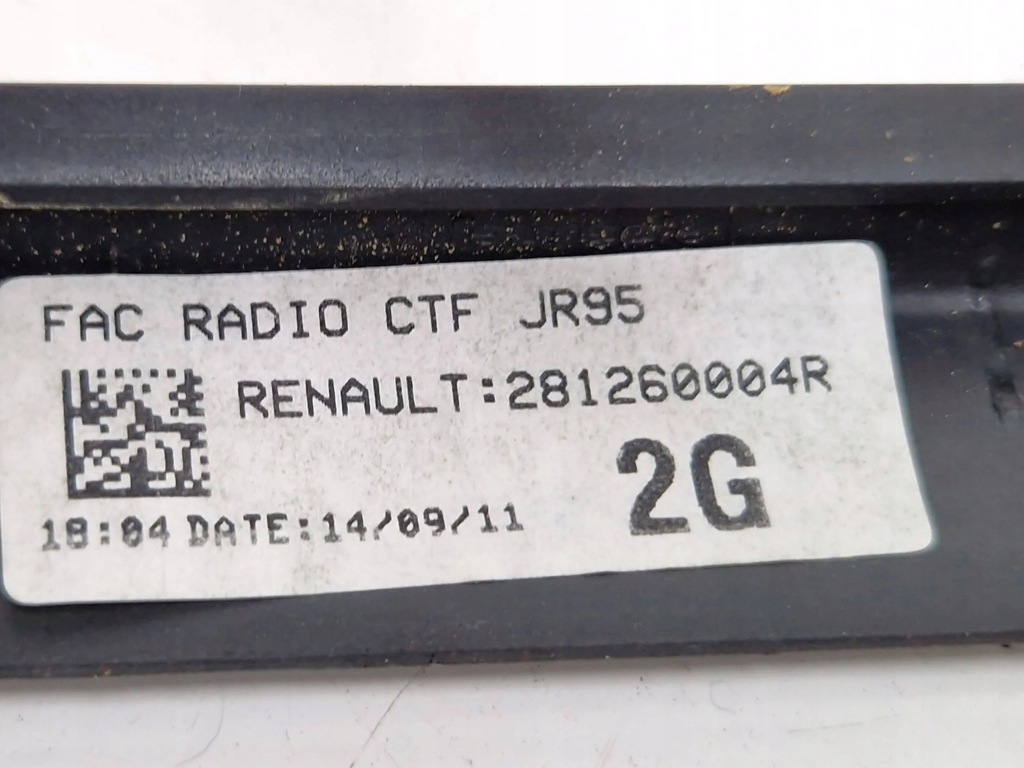 FAC RADIO CTF JR95
RENAULT:281260004R
2G
18:04 DATE:14/09/11